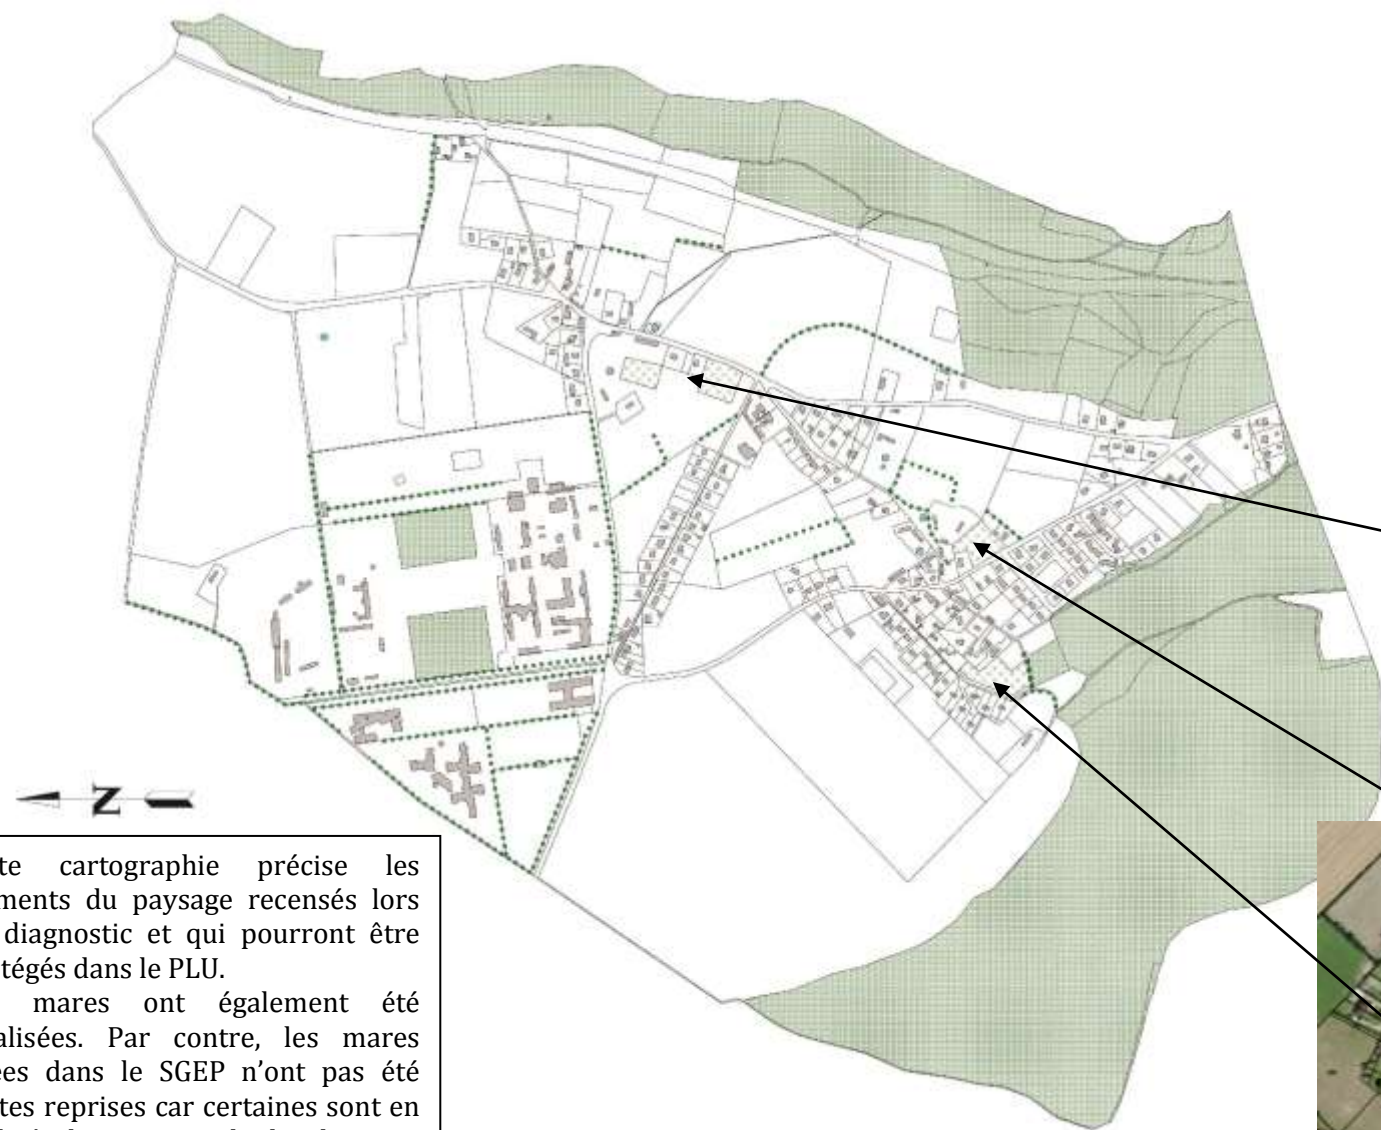 N
te cartographie précise les
ments du paysage recensés lors
diagnostic et qui pourront être
tégés dans le PLU.
mares ont également été
alisées. Par contre, les mares
ées dans le SGEP n'ont pas été
tes reprises car certaines sont en